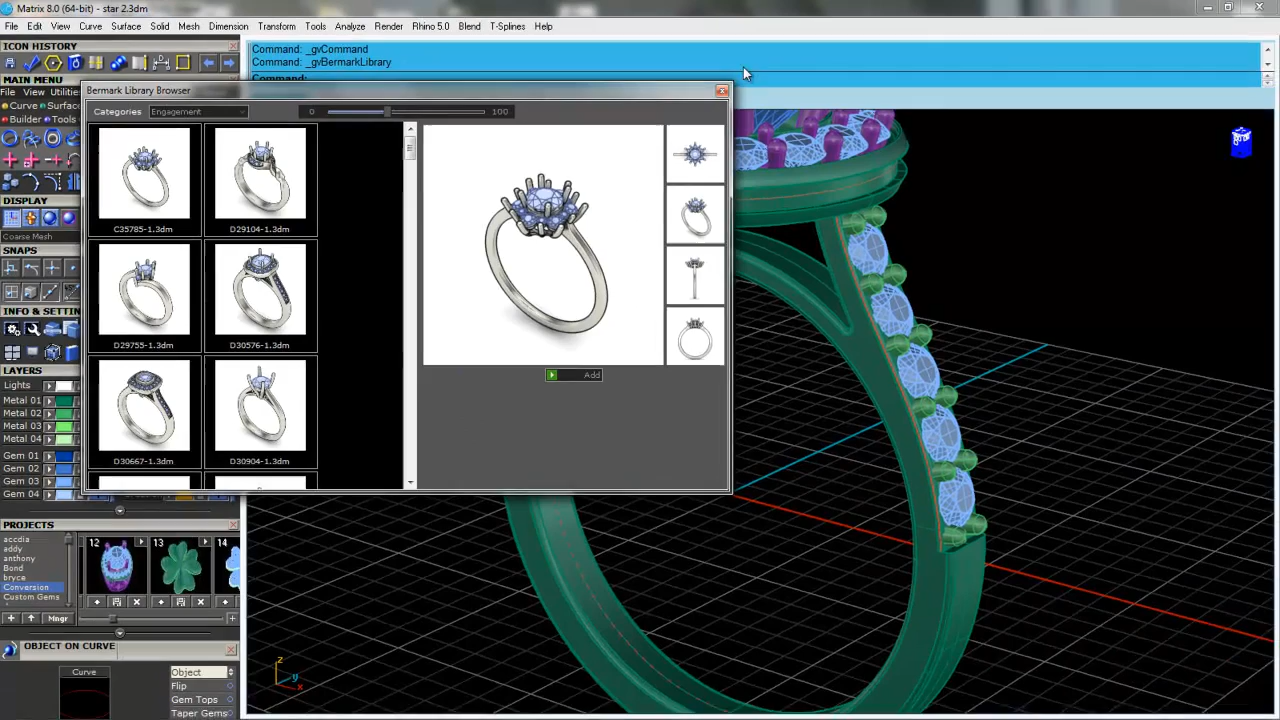 Matrix 8.0 (64-bit) - star 2.3dm
File Edit View Curve Surface Solid Mesh Dimension Transform Tools Analyze Render Rhino 5.0 Blend T-Splines Help
ICON HISTORY
Command: _gvCommand
Command: _gvBermarkLibrary
Command:
MAIN MENU
File View Utilities
Curve Surface
Builder Tools
DISPLAY
Coarse Mesh
SNAPS
INFO & SETTIN
LAYERS
Lights
Metal 01
Metal 02
Metal 03
Metal 04
Gem 01
Gem 02
Gem 03
Gem 04
Bermark Library Browser
Categories Engagement 0 100
C35785-1.3dm D29104-1.3dm
D29755-1.3dm D30576-1.3dm
D30667-1.3dm D30904-1.3dm
Add
PROJECTS
accdia
addy
anthony
Bond
bryce
Conversion
Custom Gems
12 13 14
Mngr
OBJECT ON CURVE
Curve
Object
Flip
Gem Tops
Taper Gems
z
y
x